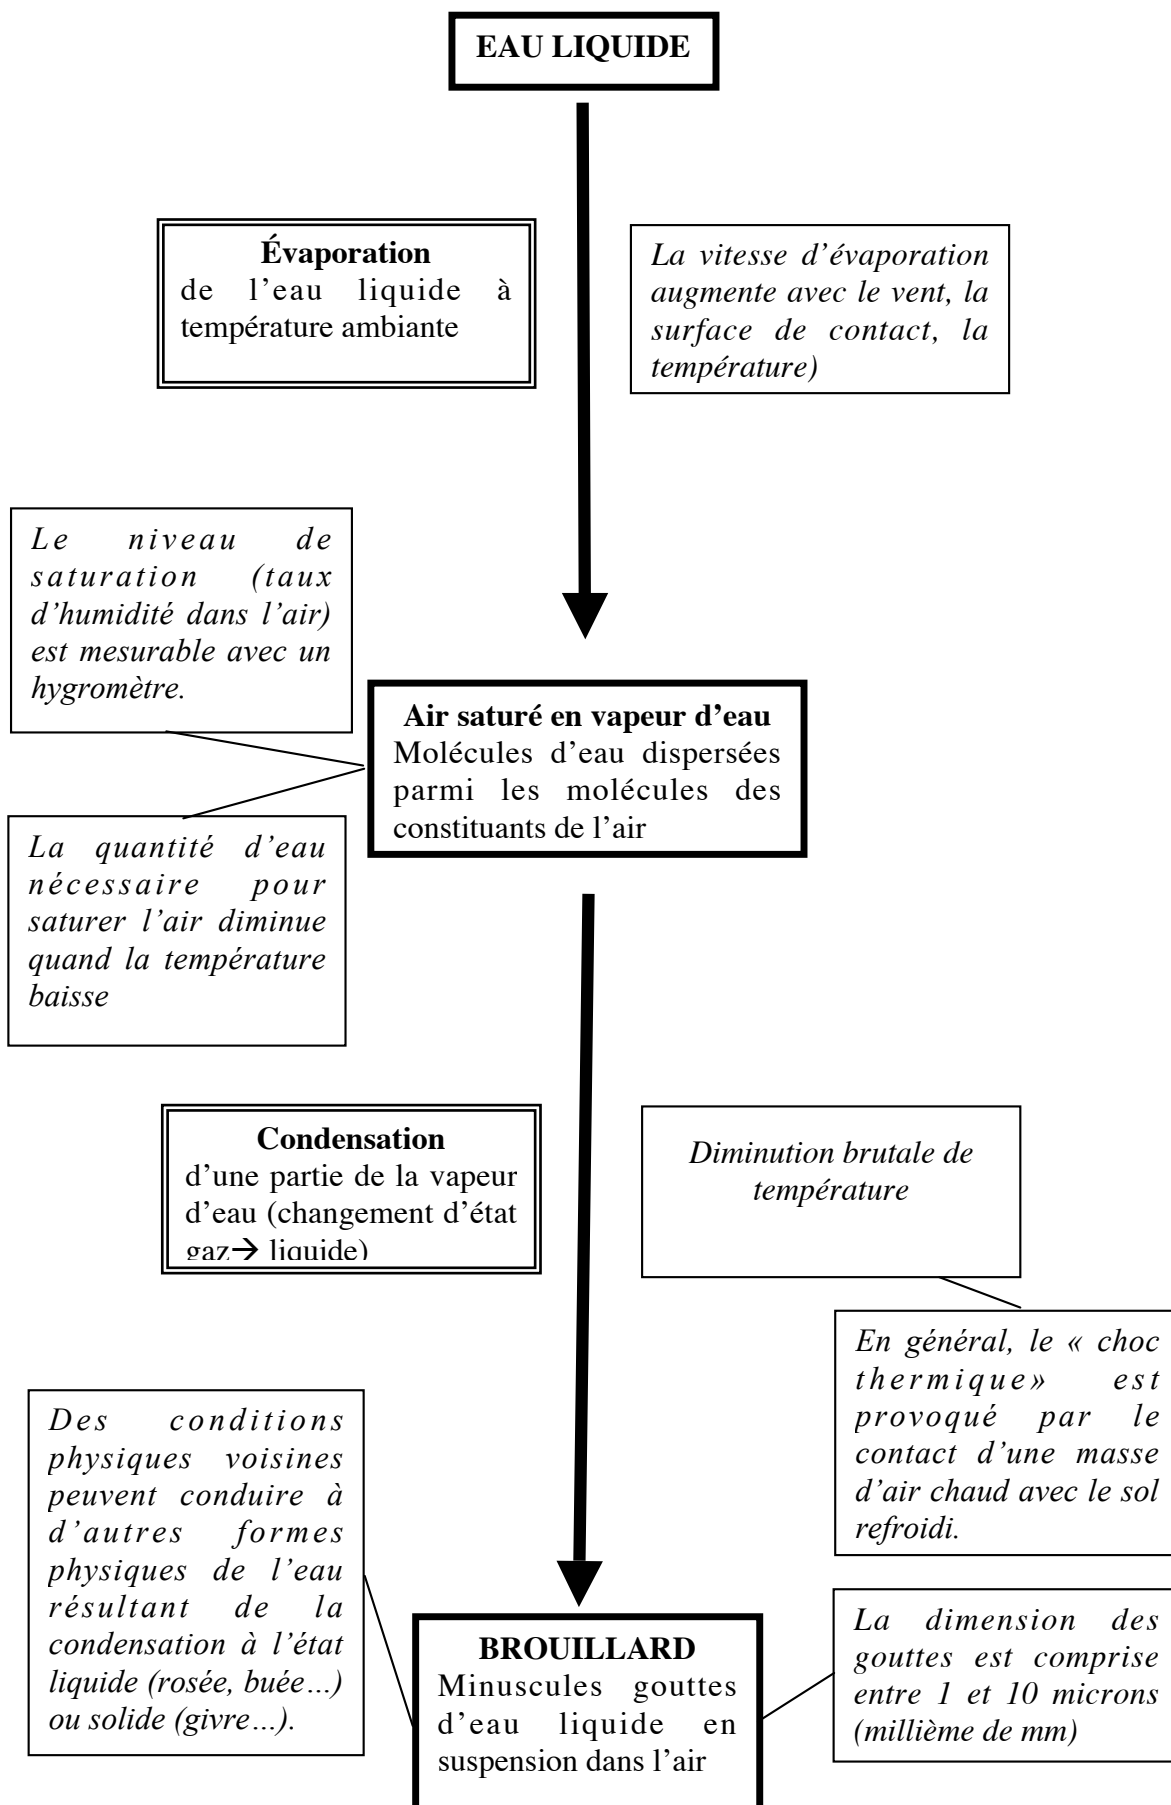 EAU LIQUIDE
Évaporation
de l’eau liquide à
température ambiante
La vitesse d’évaporation
augmente avec le vent, la
surface de contact, la
température)
Le niveau de
saturation (taux
d’humidité dans l’air)
est mesurable avec un
hygromètre.
Air saturé en vapeur d’eau
Molécules d’eau dispersées
parmi les molécules des
constituants de l’air
La quantité d’eau
nécessaire pour
saturer l’air diminue
quand la température
baisse
Condensation
d’une partie de la vapeur
d’eau (changement d’état
gaz→ liquide)
Diminution brutale de
température
En général, le « choc
thermique» est
provoqué par le
contact d’une masse
d’air chaud avec le sol
refroidi.
Des conditions
physiques voisines
peuvent conduire à
d’autres formes
physiques de l’eau
résultant de la
condensation à l’état
liquide (rosée, buée…)
ou solide (givre…).
BROUILLARD
Minuscules gouttes
d’eau liquide en
suspension dans l’air
La dimension des
gouttes est comprise
entre 1 et 10 microns
(millième de mm)